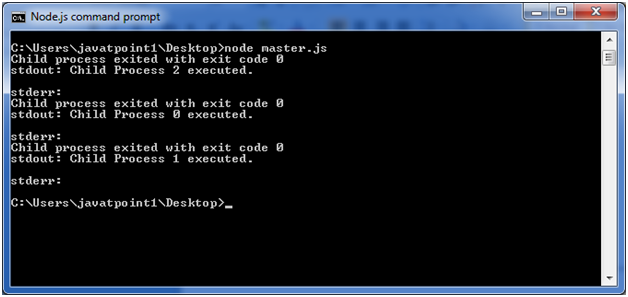 Node.js command prompt
C:\Users\javatpoint1\Desktop>node master.js
Child process exited with exit code 0
stdout: Child Process 2 executed.
stderr:
Child process exited with exit code 0
stdout: Child Process 0 executed.
stderr:
Child process exited with exit code 0
stdout: Child Process 1 executed.
stderr:
C:\Users\javatpoint1\Desktop>_